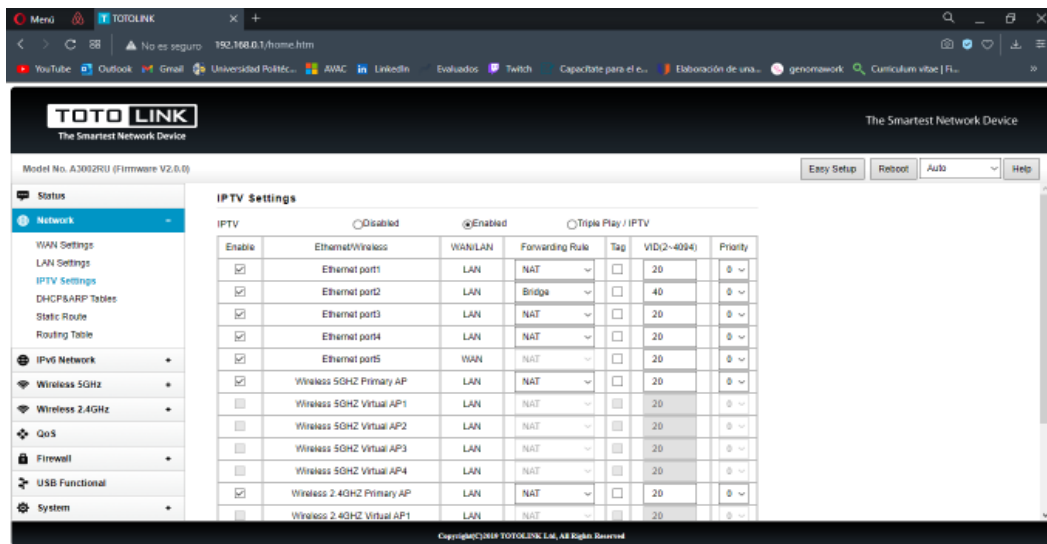 Menú TOTOLINK
No es seguro 192.168.0.1/home.htm
YouTube Outlook Gmail Universidad Politéc... AVAC LinkedIn Evaluados Twitch Capacítate para el e... Elaboración de una... genomawork Curriculum vitae | Fi...
TOTO LINK
The Smartest Network Device
The Smartest Network Device
Model No. A3002RU (Firmware V2.0.0)
Easy Setup Reboot Auto Help
Status
Network -
WAN Settings
LAN Settings
IPTV Settings
DHCP&ARP Tables
Static Route
Routing Table
IPv6 Network +
Wireless 5GHz +
Wireless 2.4GHz +
QoS
Firewall +
USB Functional
System +
IPTV Settings
IPTV Disabled Enabled Triple Play / IPTV
Enable Ethernet/Wireless WAN/LAN Forwarding Rule Tag VID(2~4094) Priority
Ethernet port1 LAN NAT 20 0
Ethernet port2 LAN Bridge 40 0
Ethernet port3 LAN NAT 20 0
Ethernet port4 LAN NAT 20 0
Ethernet port5 WAN NAT 20 0
Wireless 5GHZ Primary AP LAN NAT 20 0
Wireless 5GHZ Virtual AP1 LAN NAT 20 0
Wireless 5GHZ Virtual AP2 LAN NAT 20 0
Wireless 5GHZ Virtual AP3 LAN NAT 20 0
Wireless 5GHZ Virtual AP4 LAN NAT 20 0
Wireless 2.4GHZ Primary AP LAN NAT 20 0
Wireless 2.4GHZ Virtual AP1 LAN NAT 20 0
Copyright(C)2019 TOTOLINK Ltd, All Rights Reserved